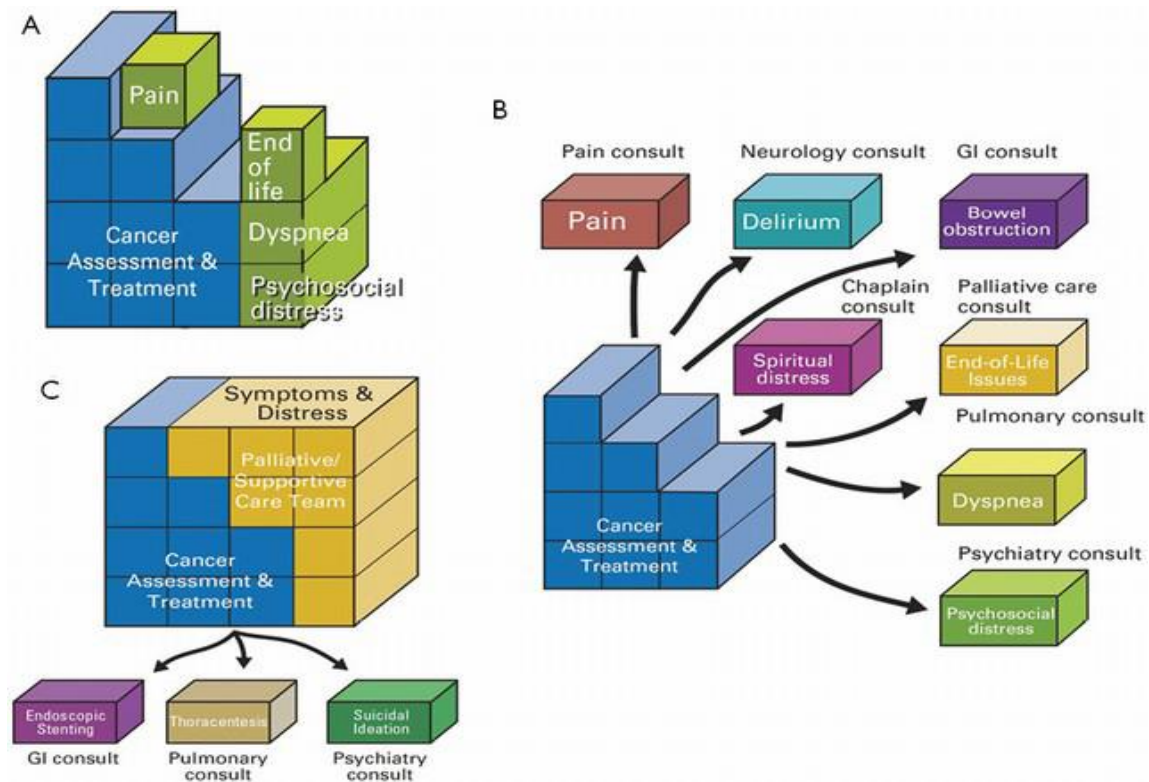 A
Pain
End
of
life
Dyspnea
Psychosocial
distress
Cancer
Assessment &
Treatment
B
Pain consult
Pain
Neurology consult
Delirium
GI consult
Bowel
obstruction
Chaplain
consult
Spiritual
distress
Palliative care
consult
End-of-Life
Issues
Pulmonary consult
Dyspnea
Psychiatry consult
Psychosocial
distress
Cancer
Assessment &
Treatment
C
Symptoms &
Distress
Palliative/
Supportive
Care Team
Cancer
Assessment &
Treatment
Endoscopic
Stenting
GI consult
Thoracentesis
Pulmonary
consult
Suicidal
Ideation
Psychiatry
consult